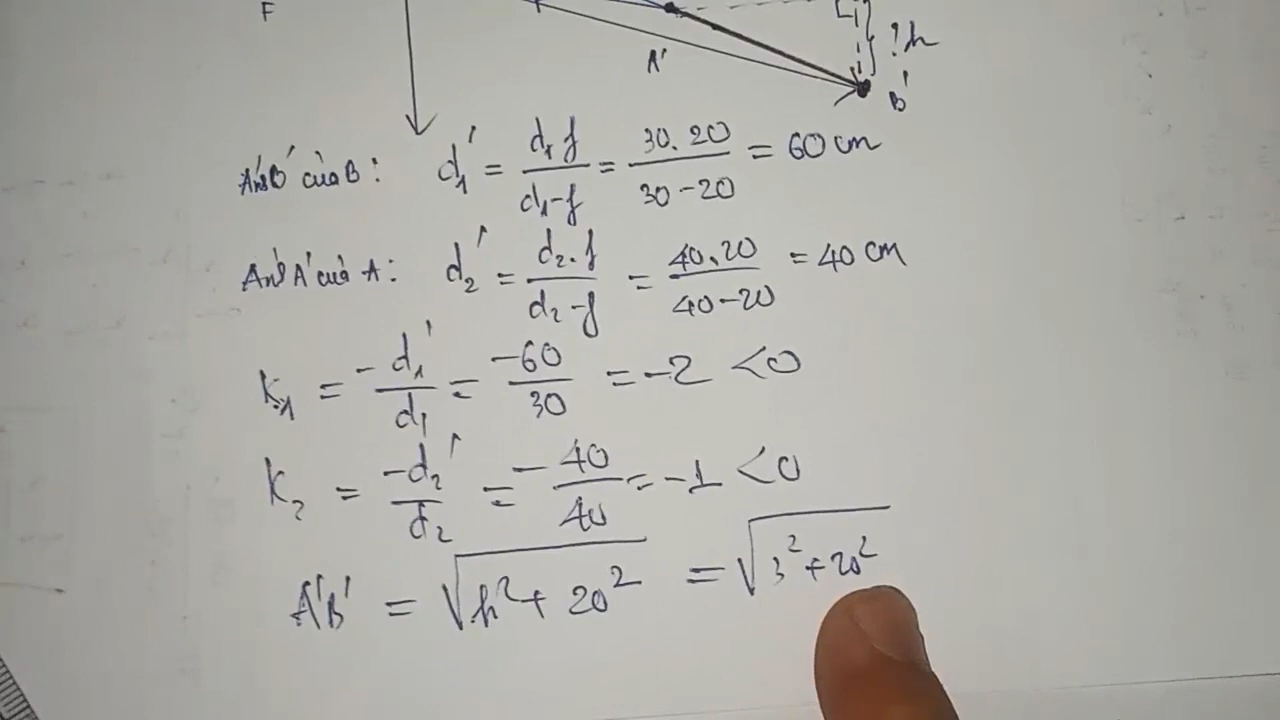 F
A'
?h
B'
Ảnh B' của B: d₁' = d₁.f / (d₁-f) = 30.20 / (30-20) = 60 cm
Ảnh A' của A: d₂' = d₂.f / (d₂-f) = 40.20 / (40-20) = 40 cm
K₁ = -d₁' / d₁ = -60 / 30 = -2 <0
K₂ = -d₂' / d₂ = - 40 / 40 = -1 <0
A'B' = √(h² + 20²) = √(3² + 20²)